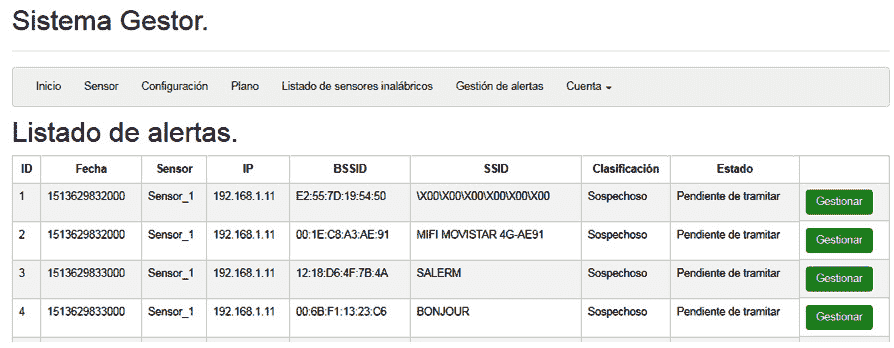 Sistema Gestor.
Inicio Sensor Configuración Plano Listado de sensores inalábricos Gestión de alertas Cuenta
Listado de alertas.
ID Fecha Sensor IP BSSID SSID Clasificación Estado
1 1513629832000 Sensor_1 192.168.1.11 E2:55:7D:19:54:50 \X00\X00\X00\X00\X00\X00 Sospechoso Pendiente de tramitar Gestionar
2 1513629832000 Sensor_1 192.168.1.11 00:1E:C8:A3:AE:91 MIFI MOVISTAR 4G-AE91 Sospechoso Pendiente de tramitar Gestionar
3 1513629833000 Sensor_1 192.168.1.11 12:18:D6:4F:7B:4A SALERM Sospechoso Pendiente de tramitar Gestionar
4 1513629833000 Sensor_1 192.168.1.11 00:6B:F1:13:23:C6 BONJOUR Sospechoso Pendiente de tramitar Gestionar